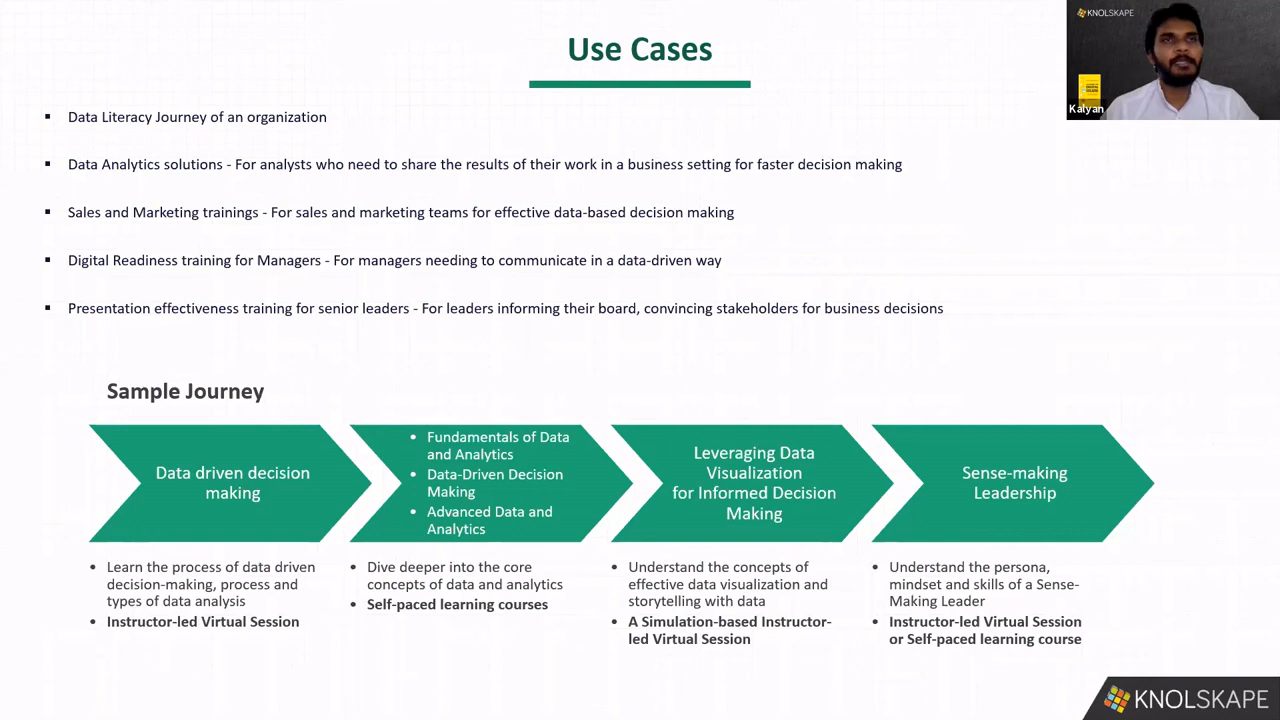 Use Cases
KNOLSKAPE
Kalyan
▪ Data Literacy Journey of an organization
▪ Data Analytics solutions - For analysts who need to share the results of their work in a business setting for faster decision making
▪ Sales and Marketing trainings - For sales and marketing teams for effective data-based decision making
▪ Digital Readiness training for Managers - For managers needing to communicate in a data-driven way
▪ Presentation effectiveness training for senior leaders - For leaders informing their board, convincing stakeholders for business decisions
Sample Journey
Data driven decision
making
• Learn the process of data driven
decision-making, process and
types of data analysis
• Instructor-led Virtual Session
• Fundamentals of Data
and Analytics
• Data-Driven Decision
Making
• Advanced Data and
Analytics
• Dive deeper into the core
concepts of data and analytics
• Self-paced learning courses
Leveraging Data
Visualization
for Informed Decision
Making
• Understand the concepts of
effective data visualization and
storytelling with data
• A Simulation-based Instructor-
led Virtual Session
Sense-making
Leadership
• Understand the persona,
mindset and skills of a Sense-
Making Leader
• Instructor-led Virtual Session
or Self-paced learning course
KNOLSKAPE